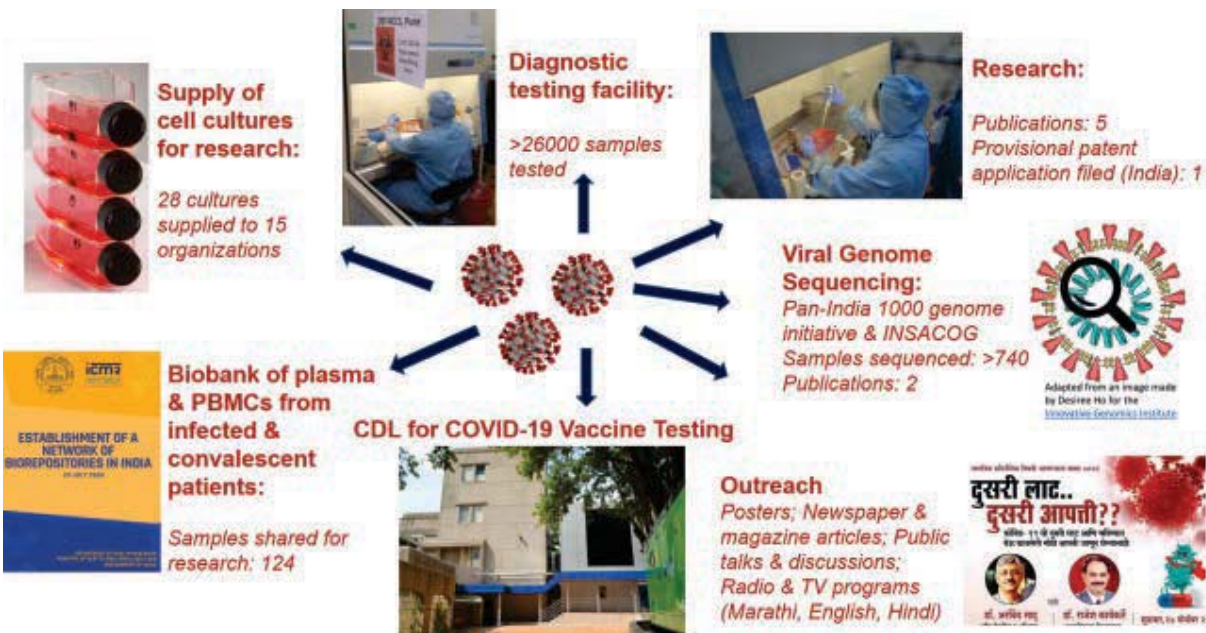 Supply of
cell cultures
for research:
28 cultures
supplied to 15
organizations
Diagnostic
testing facility:
>26000 samples
tested
Research:
Publications: 5
Provisional patent
application filed (India): 1
Viral Genome
Sequencing:
Pan-India 1000 genome
initiative & INSACOG
Samples sequenced: >740
Publications: 2
Adapted from an image made
by Desiree Ho for the
Innovative Genomics Institute
icmr
ESTABLISHMENT OF A
NETWORK OF
BIOREPOSITORIES IN INDIA
Biobank of plasma
& PBMCs from
infected &
convalescent
patients:
Samples shared for
research: 124
CDL for COVID-19 Vaccine Testing
Outreach
Posters; Newspaper &
magazine articles; Public
talks & discussions;
Radio & TV programs
(Marathi, English, Hindi)
दुसरी लाट..
दुसरी आपत्ती??